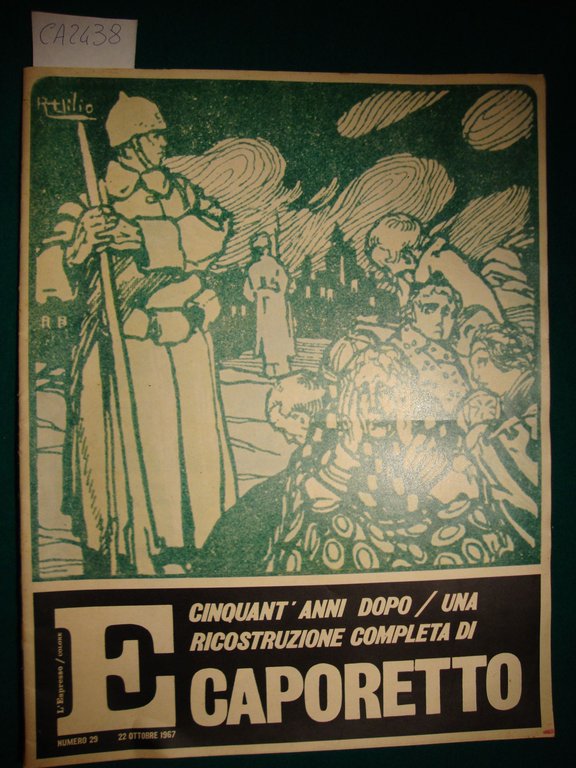 CA2438
Attilio
R B
CINQUANT' ANNI DOPO / UNA
RICOSTRUZIONE COMPLETA DI
CAPORETTO
E
L'Espresso / COLORE
NUMERO 29 22 OTTOBRE 1967